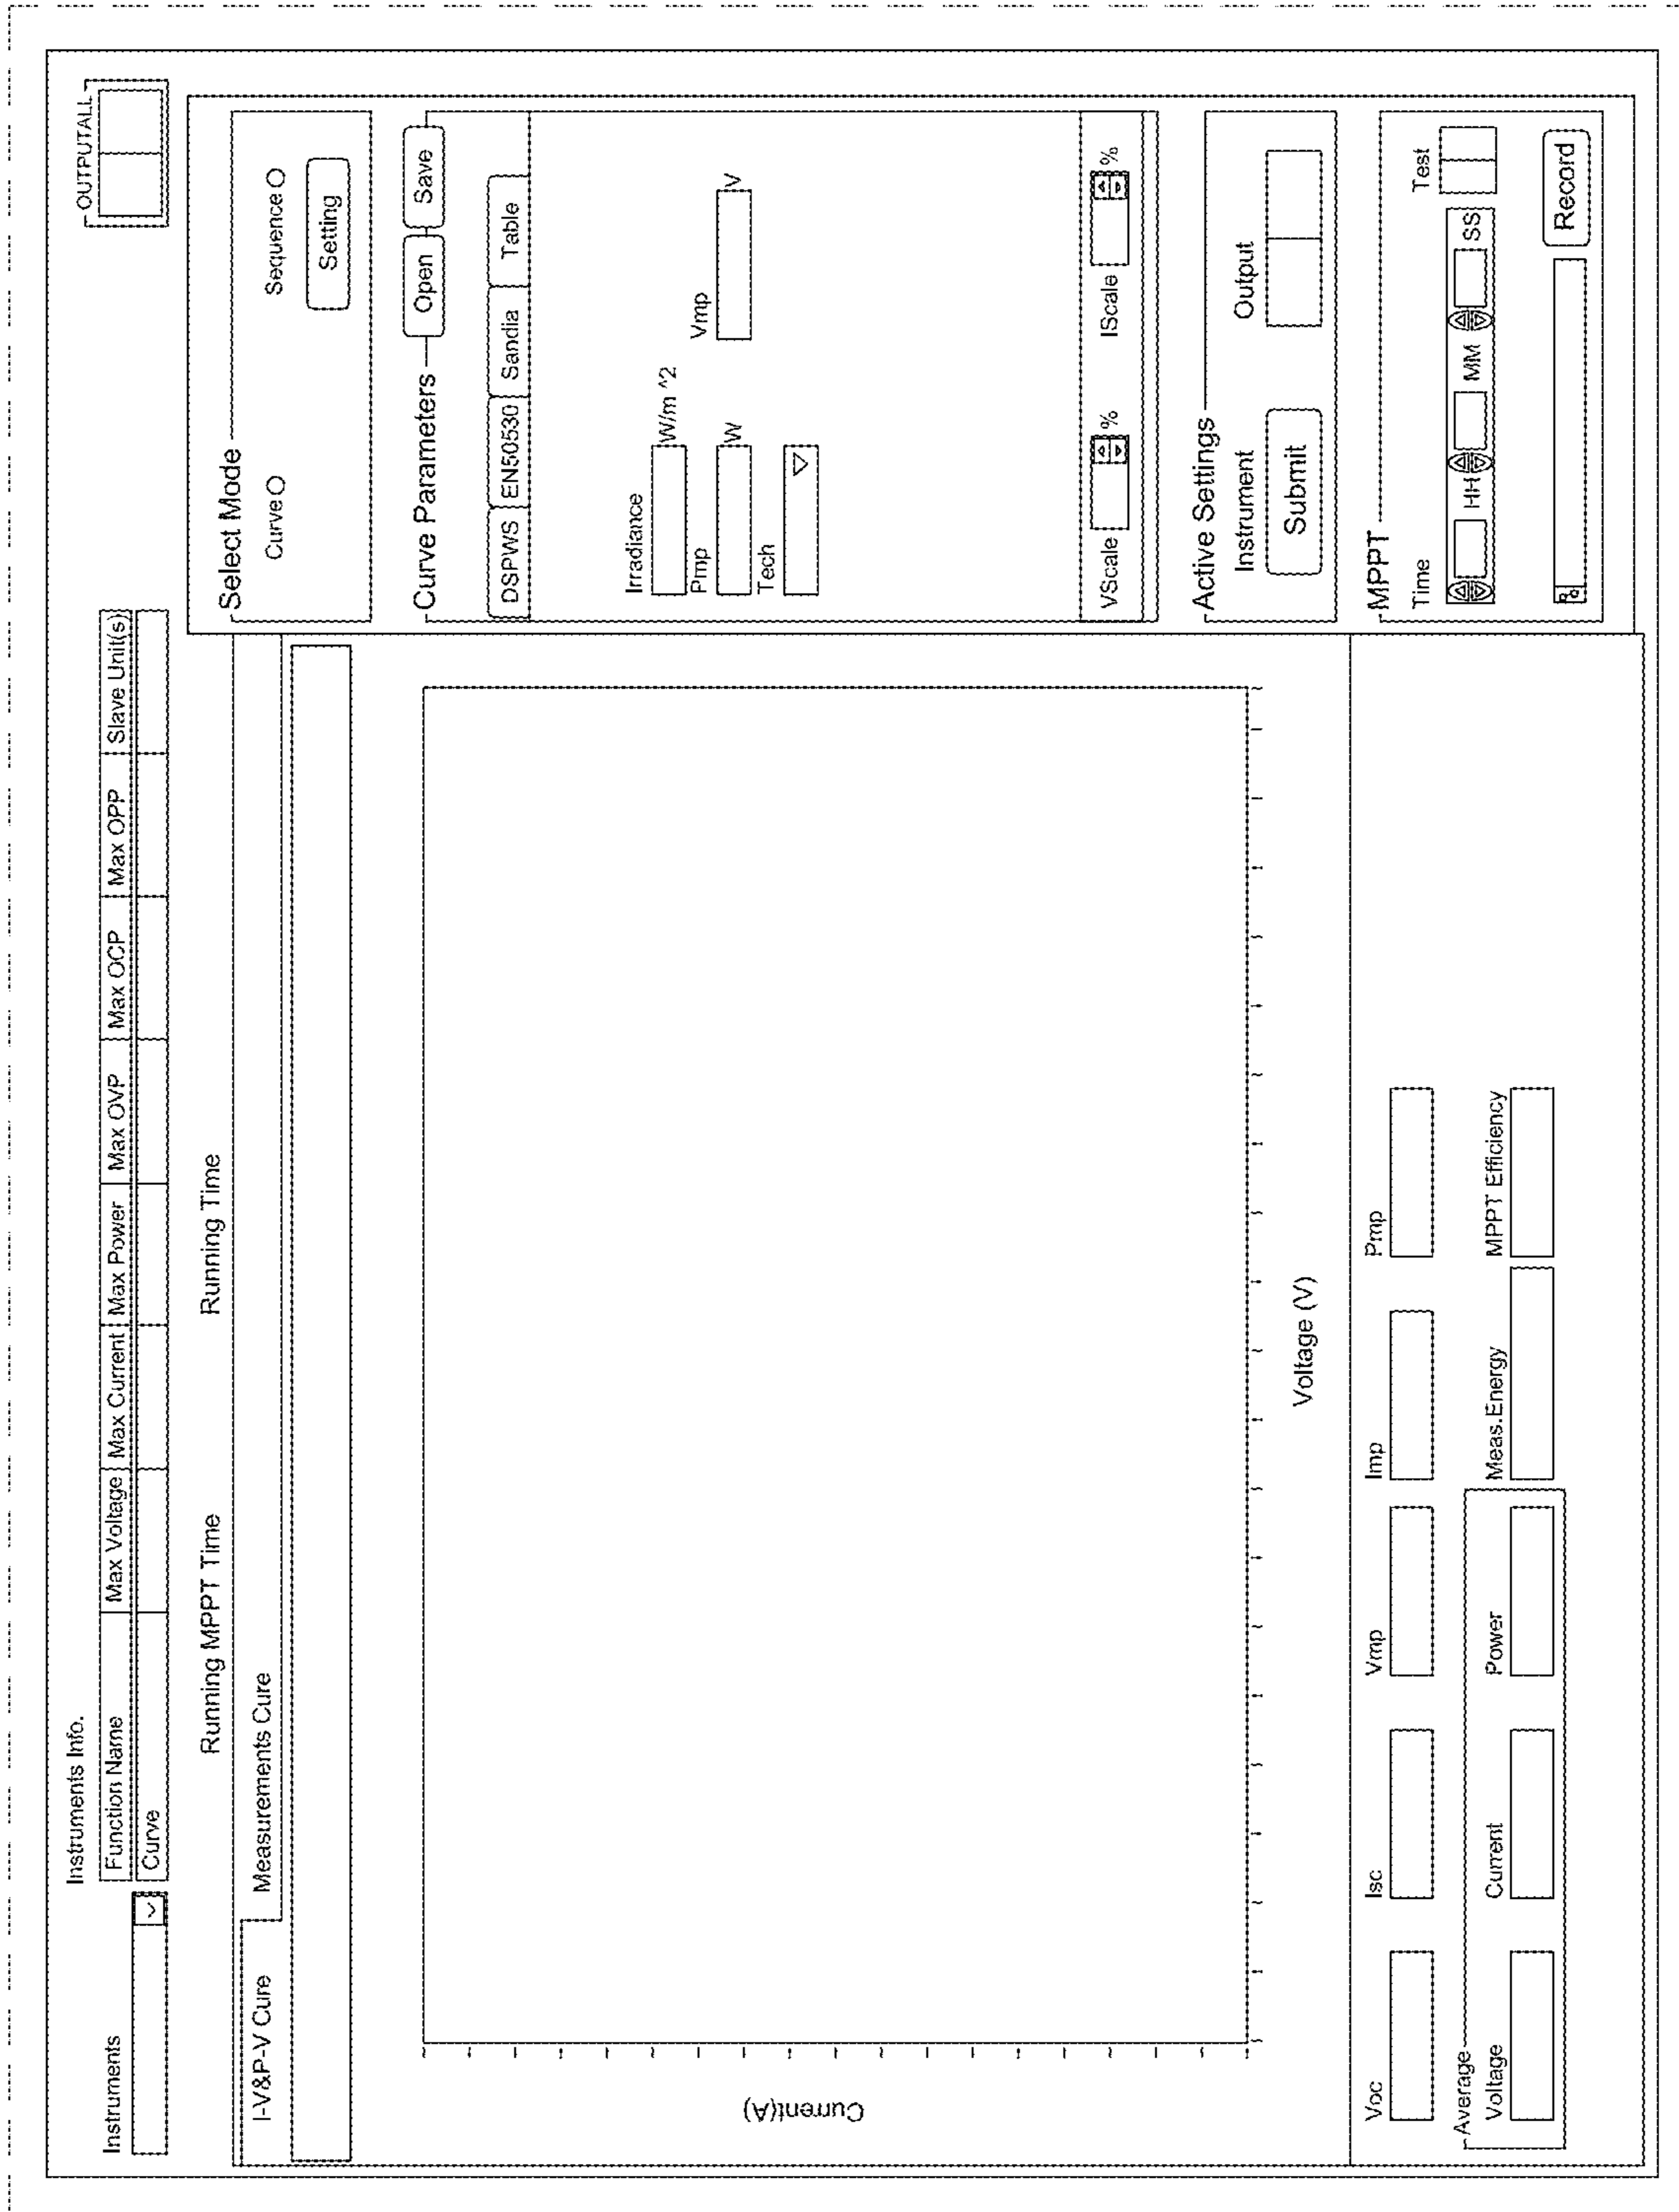 Instruments
Instruments Info.
Function Name Max Voltage Max Current Max Power Max OVP Max OCP Max OPP Slave Unit(s)
Curve
OUTPUTALL
Running MPPT Time Running Time
I-V&P-V Cure Measurements Cure
Current(A)
Voltage (V)
Voc Isc Vmp Imp Pmp
Average
Voltage Current Power Meas.Energy MPPT Efficiency
Select Mode
Curve Sequence
Setting
Curve Parameters Open Save
DSPWS EN50530 Sandia Table
Irradiance
W/m ^2
Pmp Vmp
W V
Tech
VScale % IScale %
Active Settings
Instrument Output
Submit
MPPT
Time Test
HH MM SS
Record